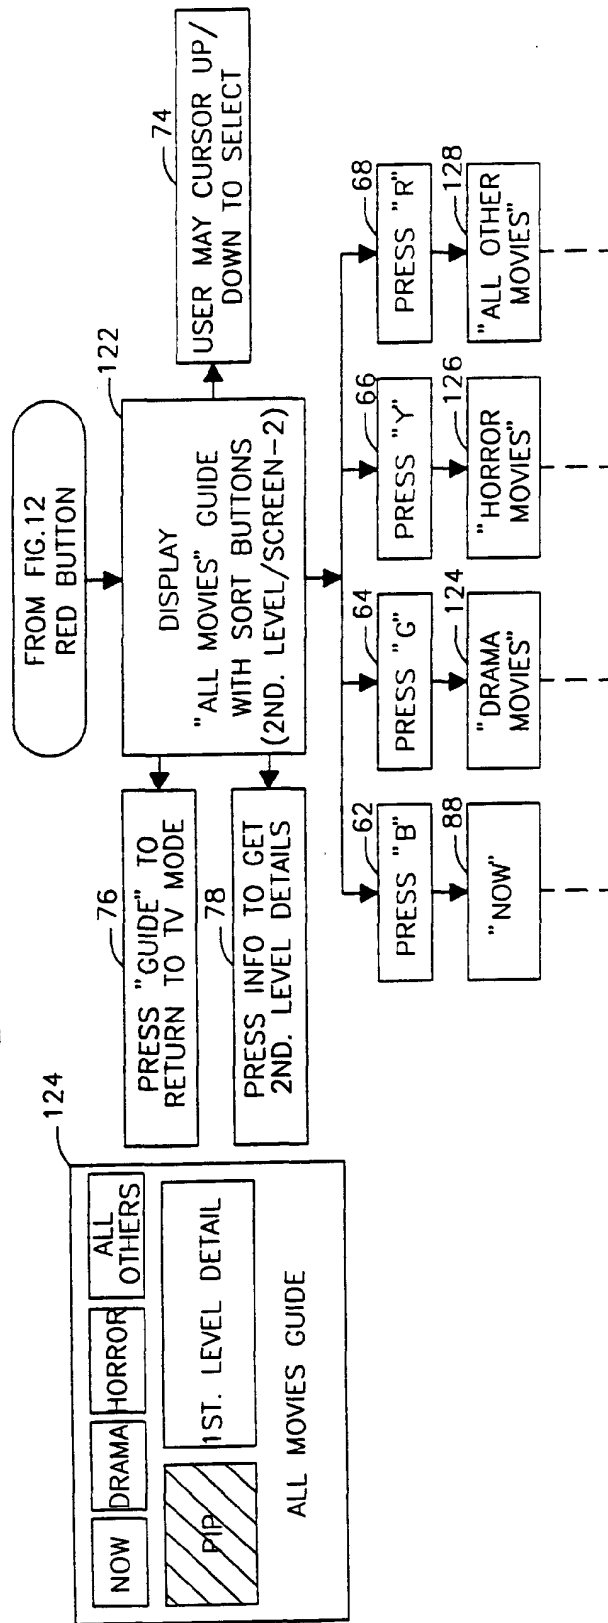 FROM FIG.12
RED BUTTON
122
DISPLAY
"ALL MOVIES" GUIDE
WITH SORT BUTTONS
(2ND. LEVEL/SCREEN-2)
74
USER MAY CURSOR UP/
DOWN TO SELECT
76
PRESS "GUIDE" TO
RETURN TO TV MODE
78
PRESS INFO TO GET
2ND. LEVEL DETAILS
124
NOW
DRAMA
HORROR
ALL
OTHERS
PIP
1ST. LEVEL DETAIL
ALL MOVIES GUIDE
62
PRESS "B"
64
PRESS "G"
66
PRESS "Y"
68
PRESS "R"
88
"NOW"
124
"DRAMA
MOVIES"
126
"HORROR
MOVIES"
128
"ALL OTHER
MOVIES"